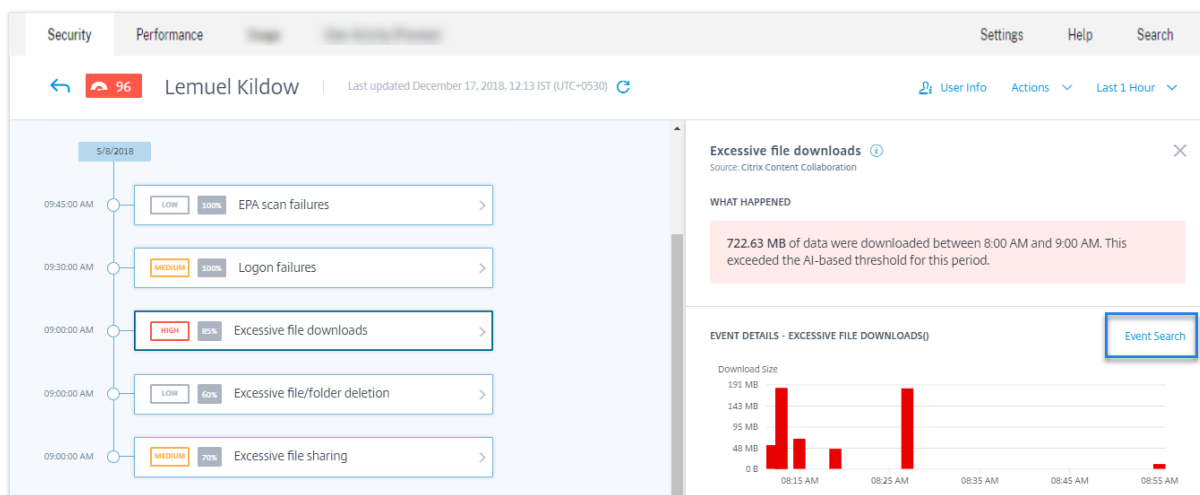 Security Performance Settings Help Search
96 Lemuel Kildow Last updated December 17, 2018, 12:13 IST (UTC+0530) User Info Actions Last 1 Hour
5/8/2018
09:45:00 AM LOW 100% EPA scan failures
09:30:00 AM MEDIUM 100% Logon failures
09:00:00 AM HIGH 85% Excessive file downloads
09:00:00 AM LOW 60% Excessive file/folder deletion
09:00:00 AM MEDIUM 70% Excessive file sharing
Excessive file downloads
Source: Citrix Content Collaboration
WHAT HAPPENED
722.63 MB of data were downloaded between 8:00 AM and 9:00 AM. This
exceeded the AI-based threshold for this period.
EVENT DETAILS - EXCESSIVE FILE DOWNLOADS() Event Search
Download Size
191 MB
143 MB
95 MB
48 MB
0 B
08:15 AM 08:25 AM 08:35 AM 08:45 AM 08:55 AM